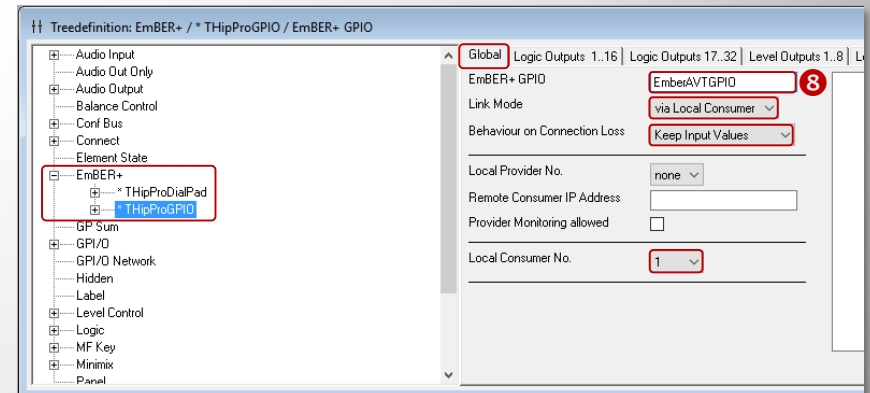 Treedefinition: EmBER+ / * THipProGPIO / EmBER+ GPIO
Audio Input
Audio Out Only
Audio Output
Balance Control
Conf Bus
Connect
Element State
EmBER+
* THipProDialPad
* THipProGPIO
GP Sum
GPI/O
GPI/O Network
Hidden
Label
Level Control
Logic
MF Key
Minimix
Panel
Global Logic Outputs 1..16 Logic Outputs 17..32 Level Outputs 1..8
EmBER+ GPIO EmberAVTGPIO 8
Link Mode via Local Consumer
Behaviour on Connection Loss Keep Input Values
Local Provider No. none
Remote Consumer IP Address
Provider Monitoring allowed
Local Consumer No. 1